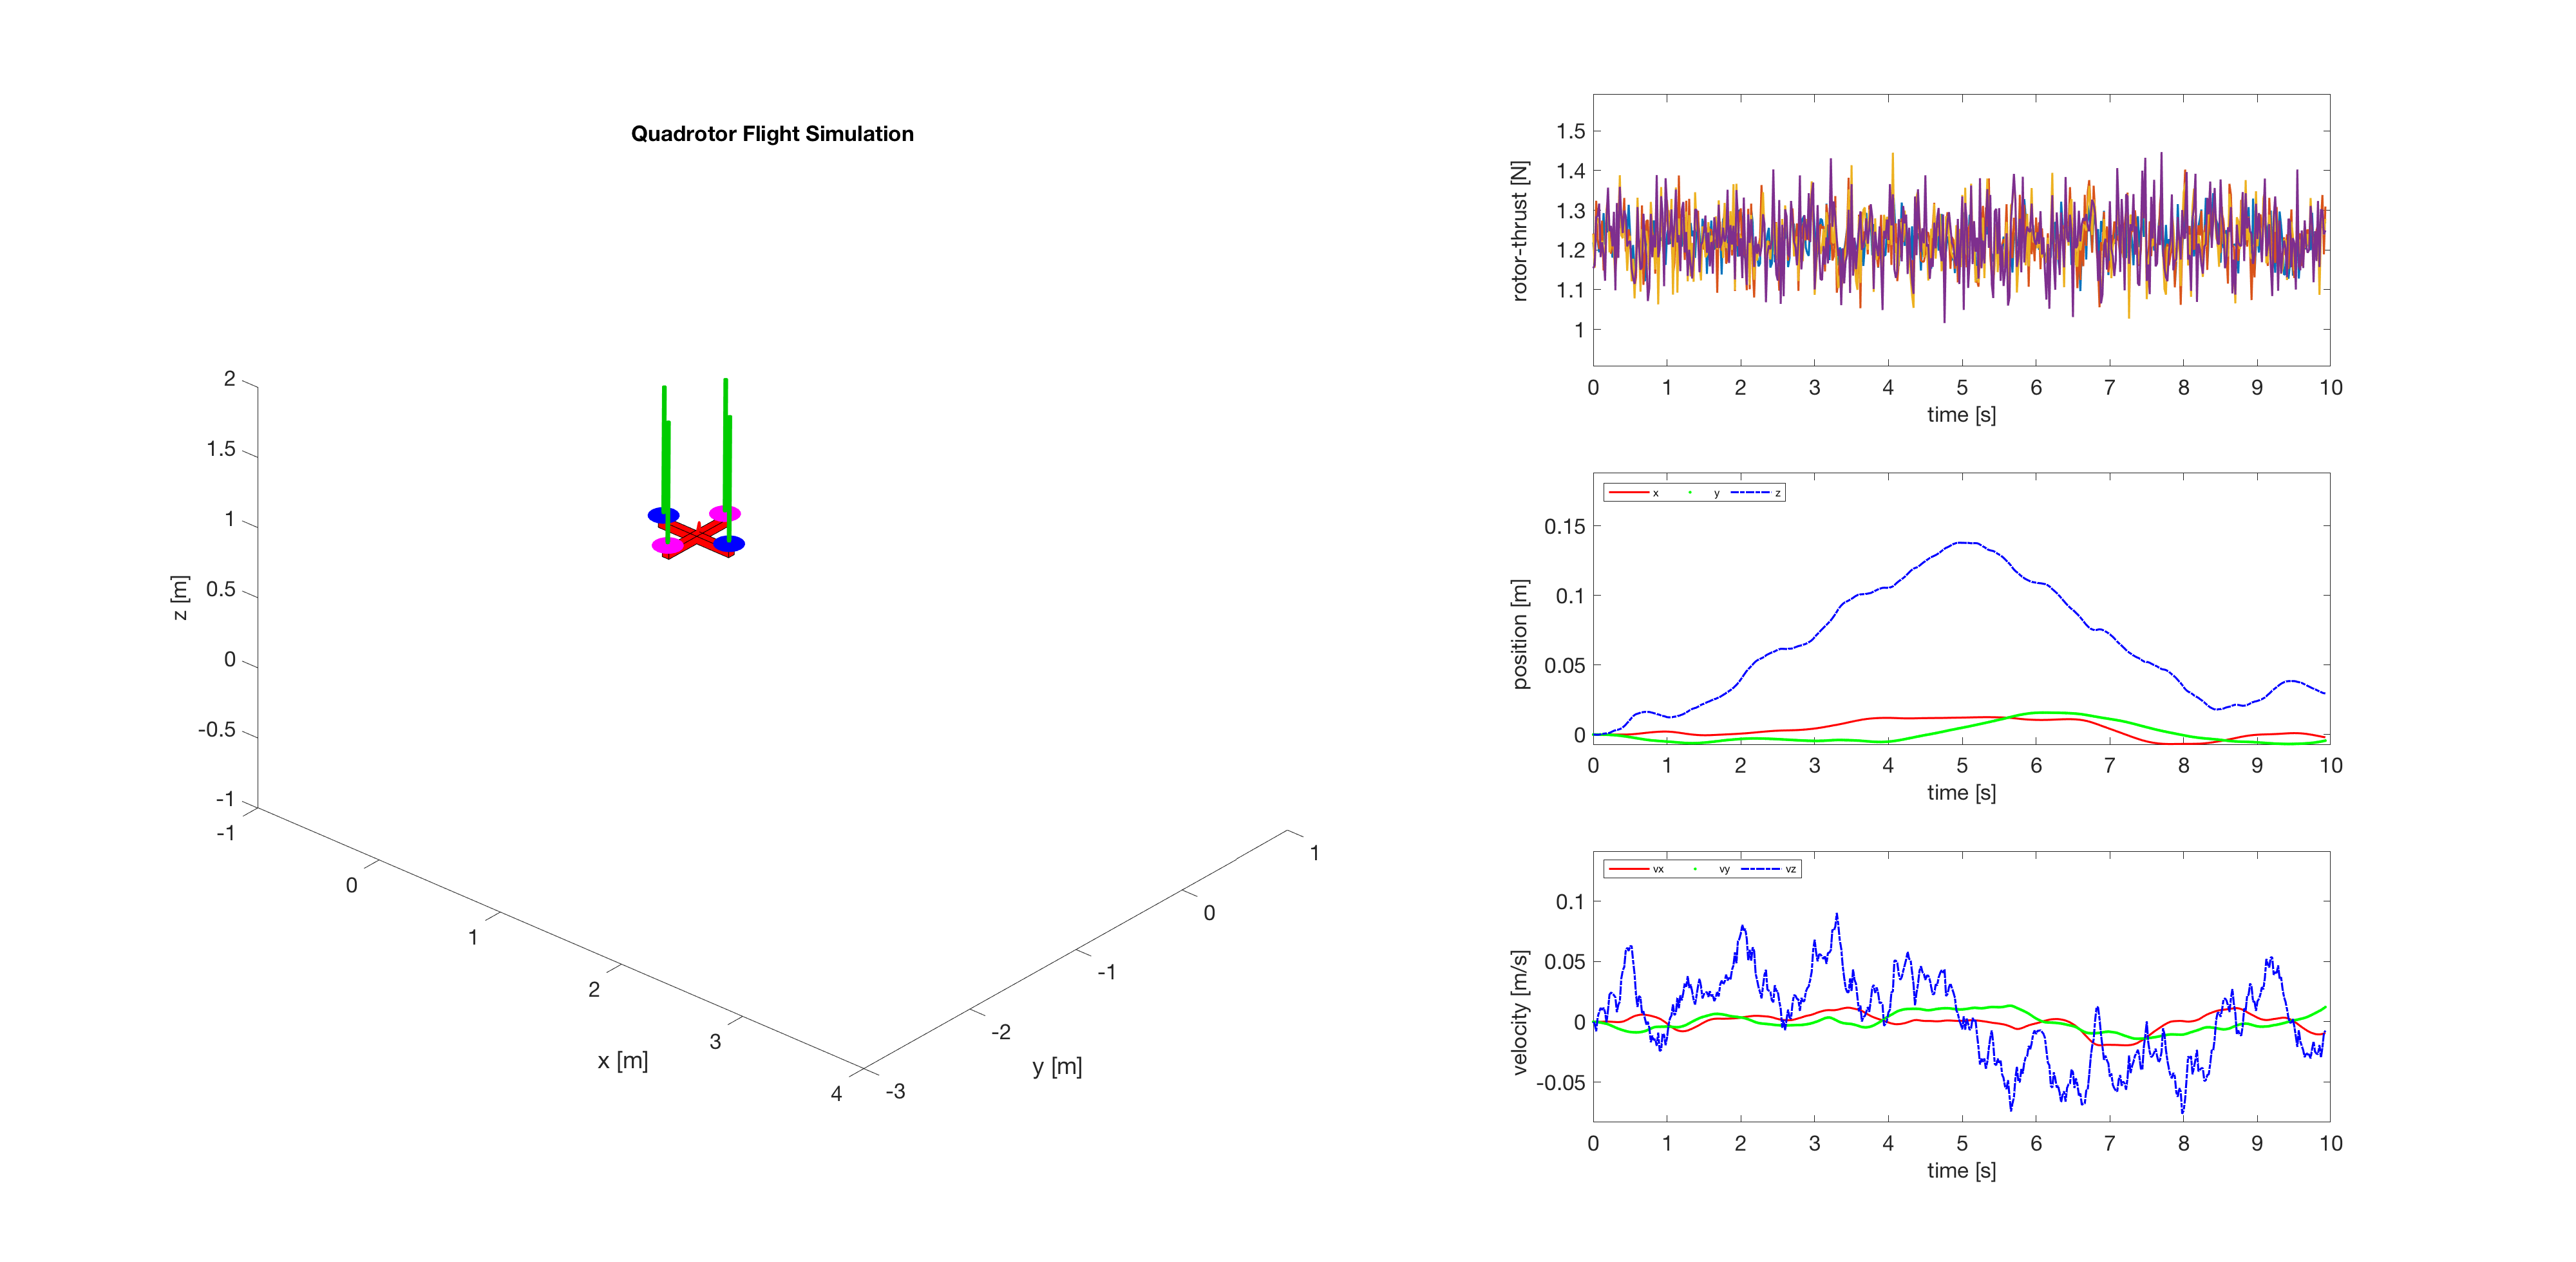 Quadrotor Flight Simulation
2
1.5
1
0.5
0
-0.5
-1
z [m]
-1
0
1
2
3
4
x [m]
-3
-2
-1
0
1
y [m]
1.5
1.4
1.3
1.2
1.1
1
rotor-thrust [N]
0 1 2 3 4 5 6 7 8 9 10
time [s]
x y z
0.15
0.1
0.05
0
position [m]
0 1 2 3 4 5 6 7 8 9 10
time [s]
vx vy vz
0.1
0.05
0
-0.05
velocity [m/s]
0 1 2 3 4 5 6 7 8 9 10
time [s]